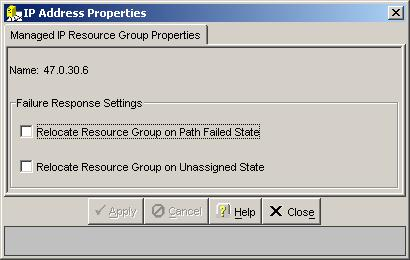 IP Address Properties
Managed IP Resource Group Properties
Name: 47.0.30.6
Failure Response Settings
Relocate Resource Group on Path Failed State
Relocate Resource Group on Unassigned State
Apply Cancel Help Close